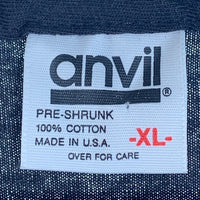 anvil®
PRE-SHRUNK
100% COTTON
MADE IN U.S.A. -XL-
OVER FOR CARE